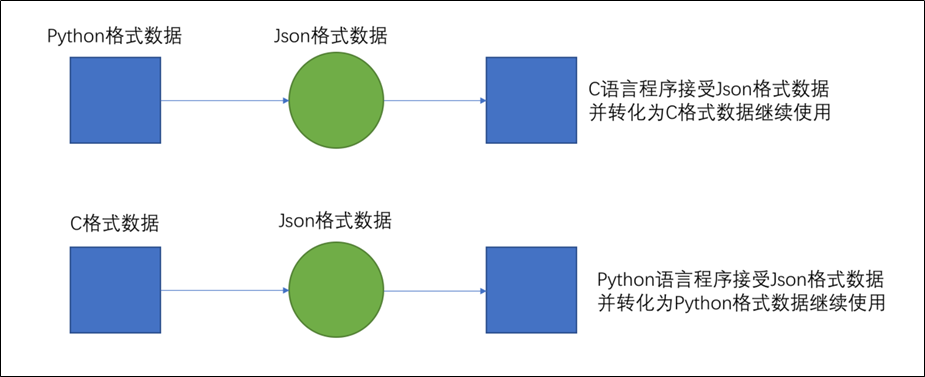 Python格式数据
Json格式数据
C语言程序接受Json格式数据
并转化为C格式数据继续使用
C格式数据
Json格式数据
Python语言程序接受Json格式数据
并转化为Python格式数据继续使用